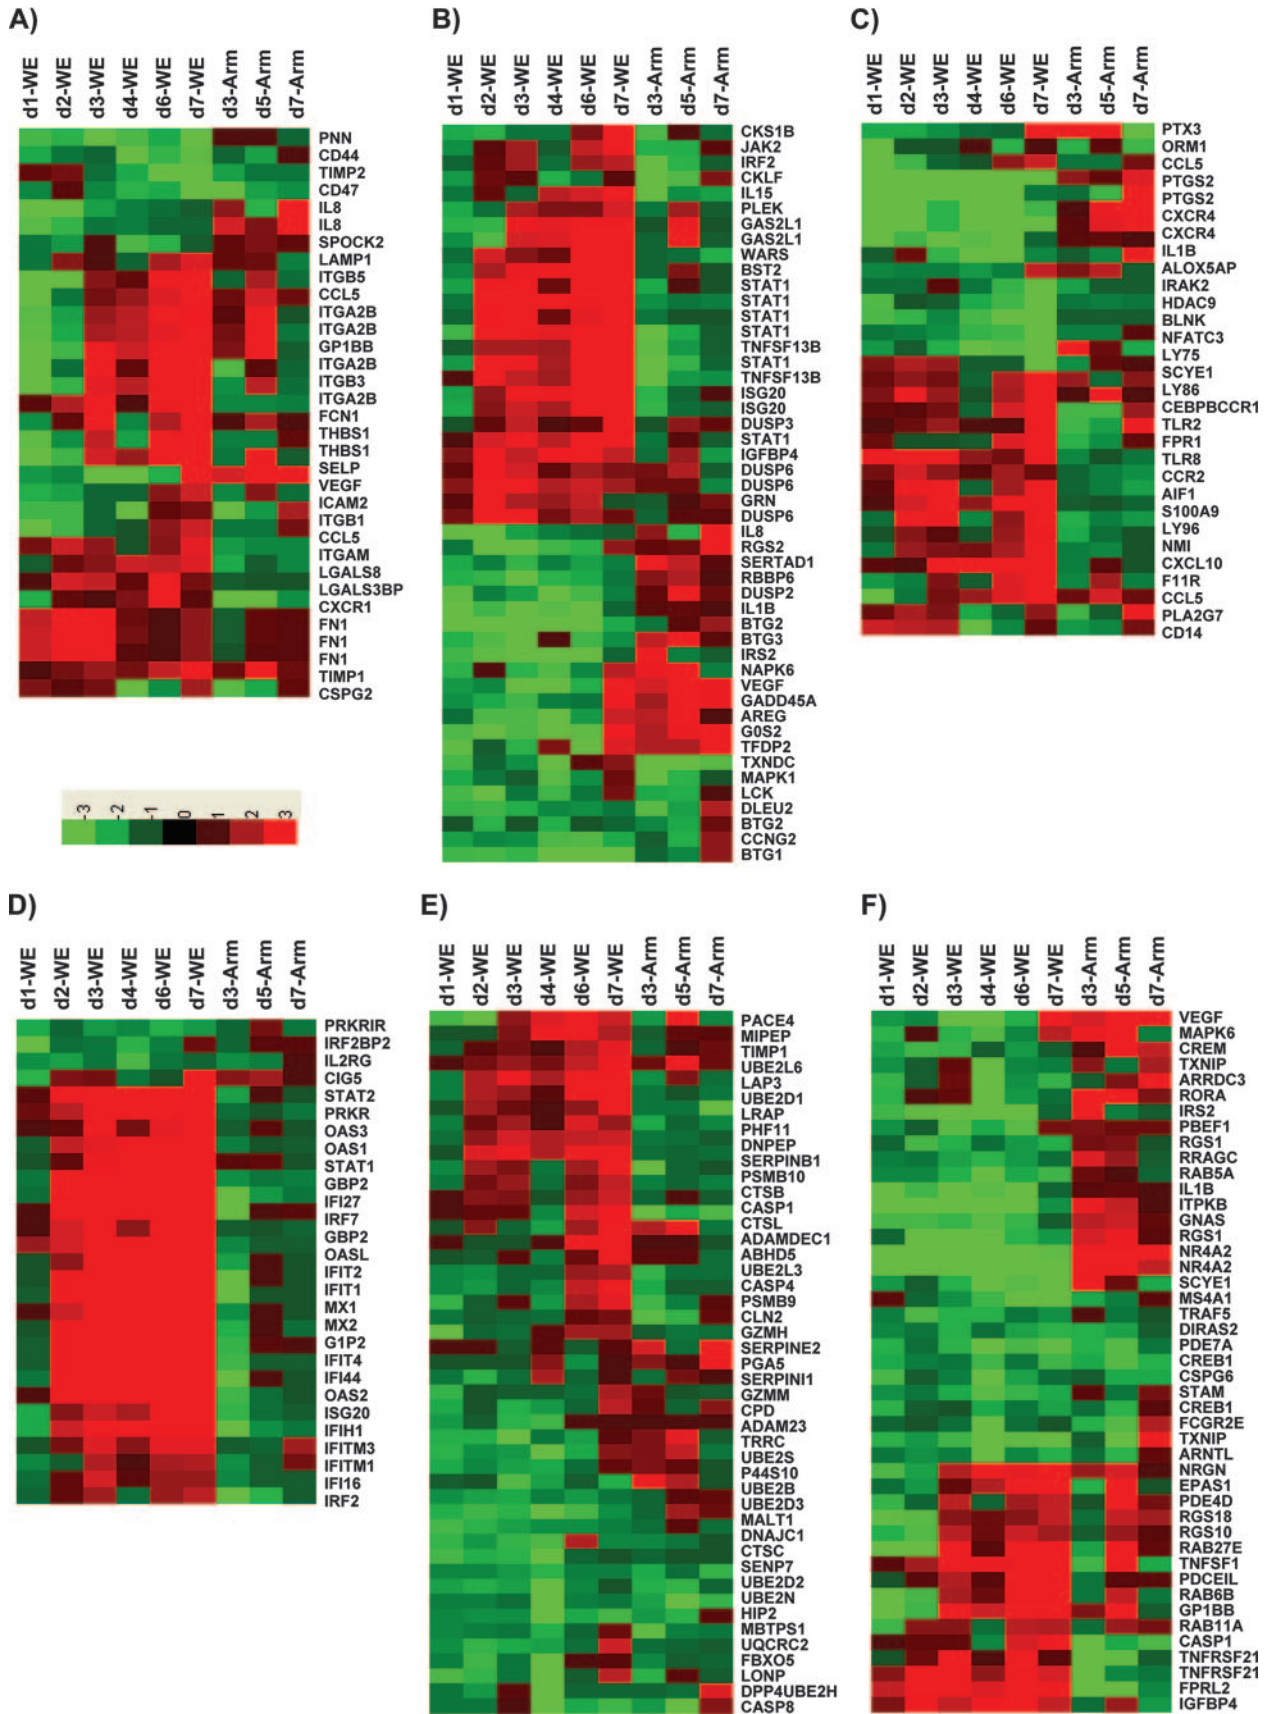 A)
d1-WE
d2-WE
d3-WE
d4-WE
d6-WE
d7-WE
d3-Arm
d5-Arm
d7-Arm
PNN
CD44
TIMP2
CD47
IL8
IL8
SPOCK2
LAMP1
ITGB5
CCL5
ITGA2B
ITGA2B
GP1BB
ITGA2B
ITGB3
ITGA2B
FCN1
THBS1
THBS1
SELP
VEGF
ICAM2
ITGB1
CCL5
ITGAM
LGALS8
LGALS3BP
CXCR1
FN1
FN1
FN1
TIMP1
CSPG2
-3
-2
-1
0
1
2
3
B)
d1-WE
d2-WE
d3-WE
d4-WE
d6-WE
d7-WE
d3-Arm
d5-Arm
d7-Arm
CKS1B
JAK2
IRF2
CKLF
IL15
PLEK
GAS2L1
GAS2L1
WARS
BST2
STAT1
STAT1
STAT1
STAT1
TNFSF13B
STAT1
TNFSF13B
ISG20
ISG20
DUSP3
STAT1
IGFBP4
DUSP6
DUSP6
GRN
DUSP6
IL8
RGS2
SERTAD1
RBBP6
DUSP2
IL1B
BTG2
BTG3
IRS2
NAPK6
VEGF
GADD45A
AREG
G0S2
TFDP2
TXNDC
MAPK1
LCK
DLEU2
BTG2
CCNG2
BTG1
C)
d1-WE
d2-WE
d3-WE
d4-WE
d6-WE
d7-WE
d3-Arm
d5-Arm
d7-Arm
PTX3
ORM1
CCL5
PTGS2
PTGS2
CXCR4
CXCR4
IL1B
ALOX5AP
IRAK2
HDAC9
BLNK
NFATC3
LY75
SCYE1
LY86
CEBPBCCR1
TLR2
FPR1
TLR8
CCR2
AIF1
S100A9
LY96
NMI
CXCL10
F11R
CCL5
PLA2G7
CD14
D)
d1-WE
d2-WE
d3-WE
d4-WE
d6-WE
d7-WE
d3-Arm
d5-Arm
d7-Arm
PRKRIR
IRF2BP2
IL2RG
CIG5
STAT2
PRKR
OAS3
OAS1
STAT1
GBP2
IFI27
IRF7
GBP2
OASL
IFIT2
IFIT1
MX1
MX2
G1P2
IFIT4
IFI44
OAS2
ISG20
IFIH1
IFITM3
IFITM1
IFI16
IRF2
E)
d1-WE
d2-WE
d3-WE
d4-WE
d6-WE
d7-WE
d3-Arm
d5-Arm
d7-Arm
PACE4
MIPEP
TIMP1
UBE2L6
LAP3
UBE2D1
LRAP
PHF11
DNPEP
SERPINB1
PSMB10
CTSB
CASP1
CTSL
ADAMDEC1
ABHD5
UBE2L3
CASP4
PSMB9
CLN2
GZMH
SERPINE2
PGA5
SERPINI1
GZMM
CPD
ADAM23
TRRC
UBE2S
P44S10
UBE2B
UBE2D3
MALT1
DNAJC1
CTSC
SENP7
UBE2D2
UBE2N
HIP2
MBTPS1
UQCRC2
FBXO5
LONP
DPP4UBE2H
CASP8
F)
d1-WE
d2-WE
d3-WE
d4-WE
d6-WE
d7-WE
d3-Arm
d5-Arm
d7-Arm
VEGF
MAPK6
CREM
TXNIP
ARRDC3
RORA
IRS2
PBEF1
RGS1
RRAGC
RAB5A
IL1B
ITPKB
GNAS
RGS1
NR4A2
NR4A2
SCYE1
MS4A1
TRAF5
DIRAS2
PDE7A
CREB1
CSPG6
STAM
CREB1
FCGR2E
TXNIP
ARNTL
NRGN
EPAS1
PDE4D
RGS18
RGS10
RAB27E
TNFSF1
PDCEIL
RAB6B
GP1BB
RAB11A
CASP1
TNFRSF21
TNFRSF21
FPRL2
IGFBP4